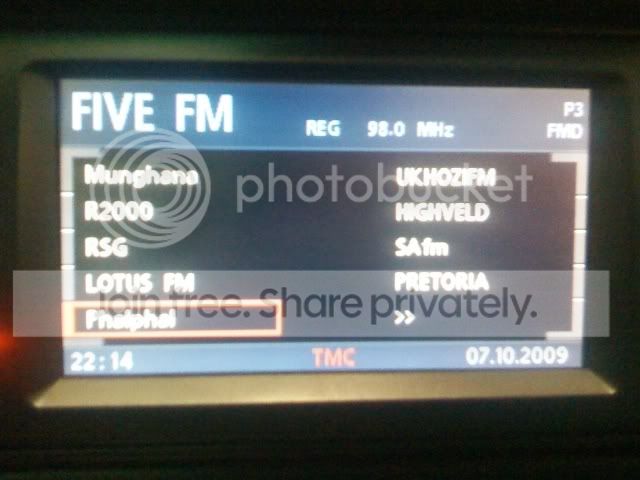 FIVE FM
REG 98.0 MHz
P3
FMD
Munghana UKHOZIFM
R2000 HIGHVELD
RSG SAfm
LOTUS FM PRETORIA
Phalphal >>
22:14 TMC 07.10.2009
photobucket
Join free. Share privately.